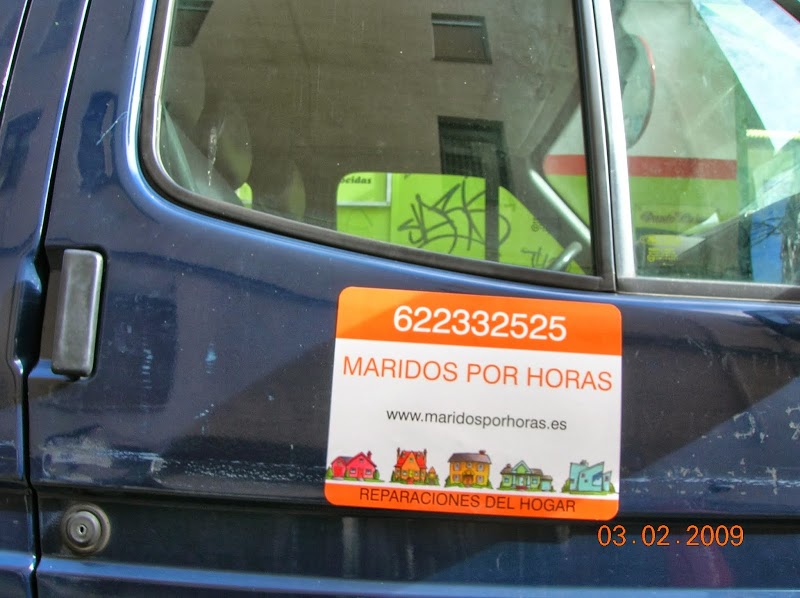 622332525
MARIDOS POR HORAS
www.maridosporhoras.es
REPARACIONES DEL HOGAR
03.02.2009